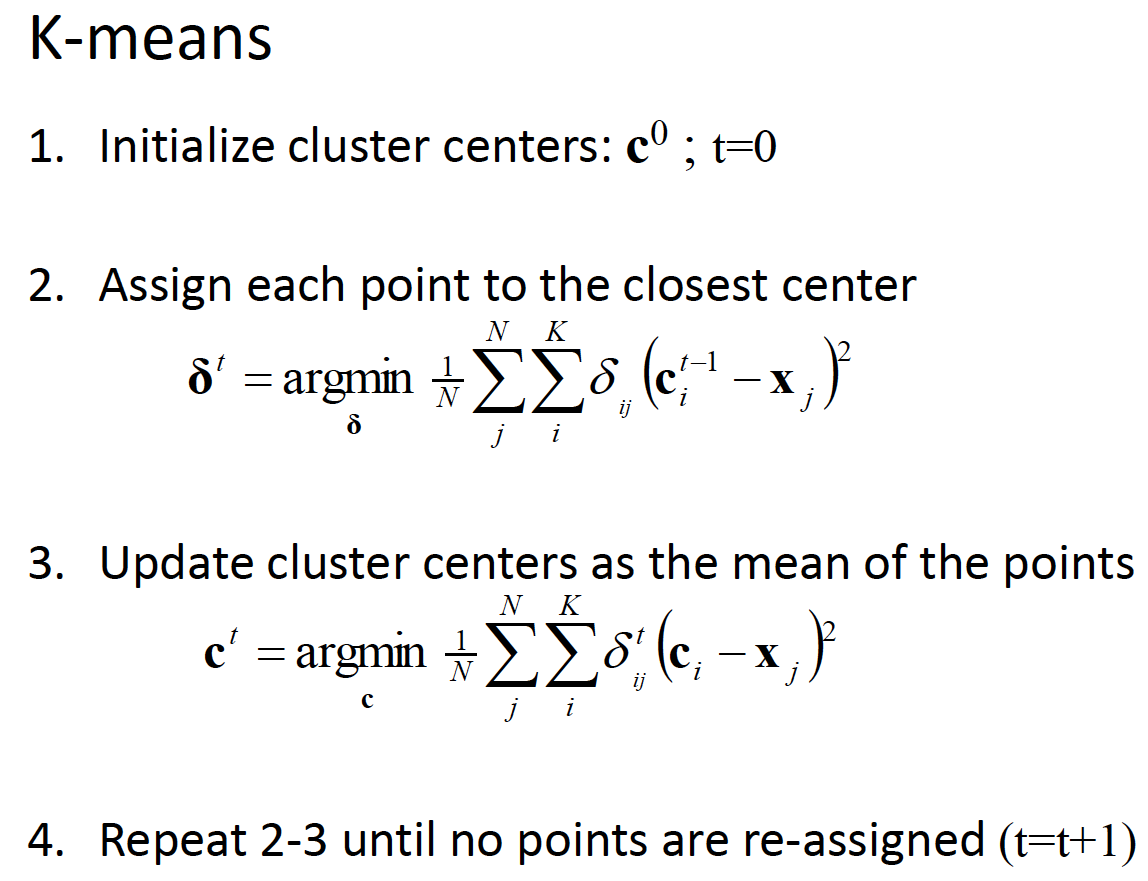 K-means
1. Initialize cluster centers: c⁰ ; t=0
2. Assign each point to the closest center
δᵗ = argmin_δ 1/N ∑_j^N ∑_i^K δ_ij (c_i^{t−1} − x_j)²
3. Update cluster centers as the mean of the points
cᵗ = argmin_c 1/N ∑_j^N ∑_i^K δ_ij^t (c_i − x_j)²
4. Repeat 2-3 until no points are re-assigned (t=t+1)